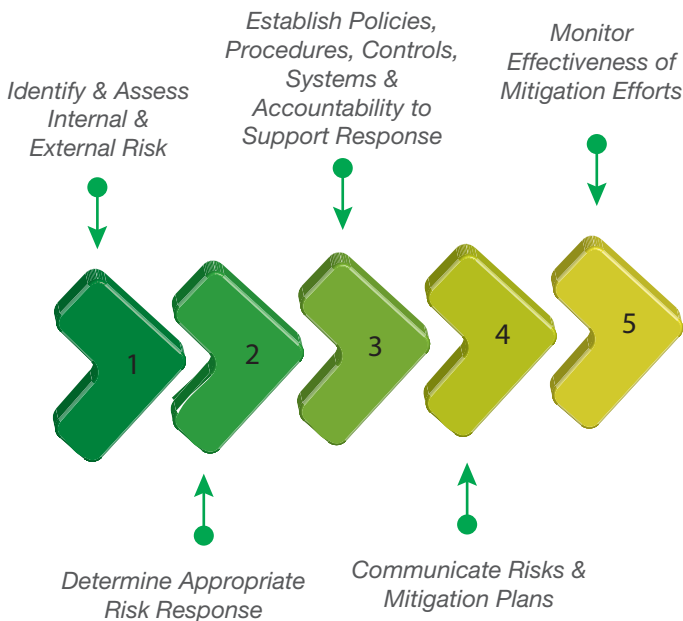 Identify & Assess
Internal &
External Risk
Establish Policies,
Procedures, Controls,
Systems &
Accountability to
Support Response
Monitor
Effectiveness of
Mitigation Efforts
1
2
3
4
5
Determine Appropriate
Risk Response
Communicate Risks &
Mitigation Plans